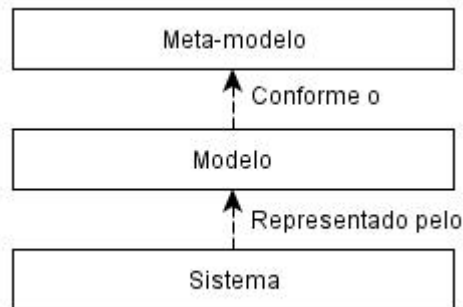 Meta-modelo
Conforme o
Modelo
Representado pelo
Sistema